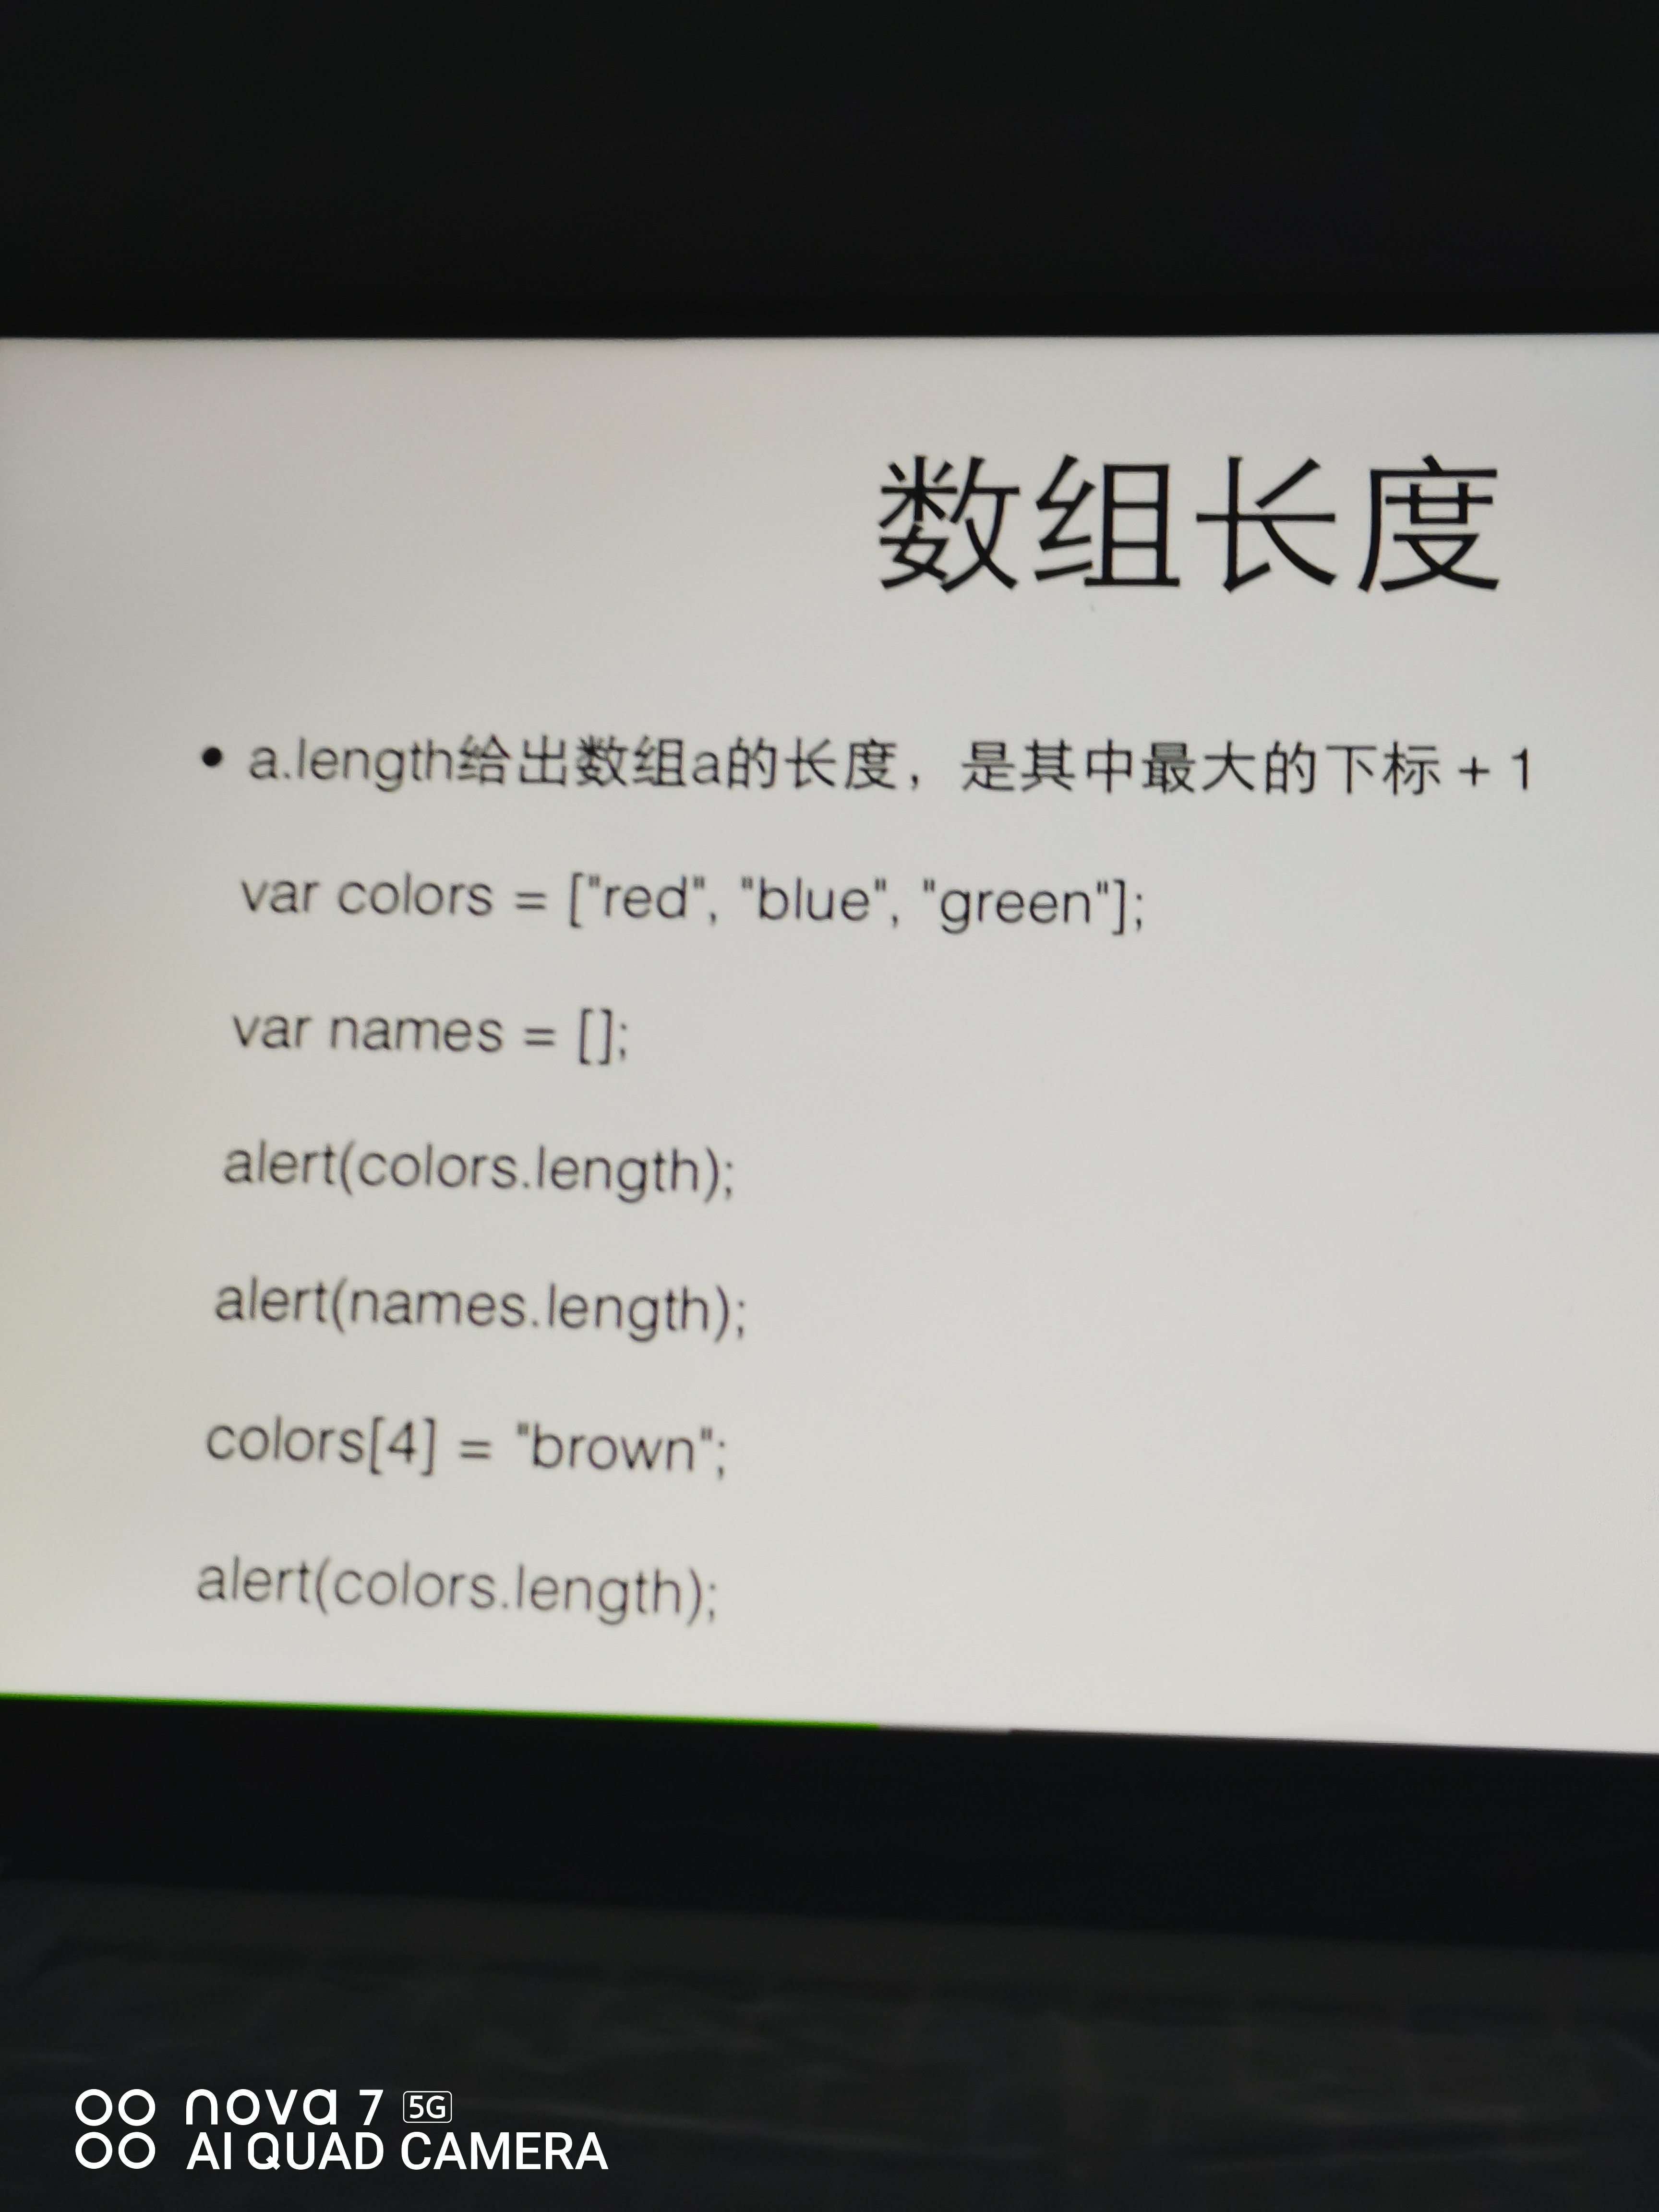 数组长度
• a.length给出数组a的长度，是其中最大的下标 + 1
var colors = ["red", "blue", "green"];
var names = [];
alert(colors.length);
alert(names.length);
colors[4] = "brown";
alert(colors.length);
nova 7 5G
AI QUAD CAMERA